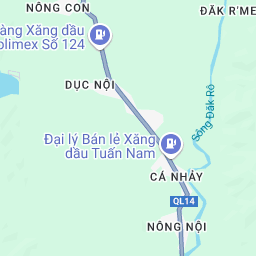 NÔNG CON
ĐĂK R'ME
àng Xăng dầu
olimex Số 124
DỤC NỘI
Sông Đăk Rô
Đại lý Bán lẻ Xăng
dầu Tuấn Nam
CÁ NHẢY
QL14
NÔNG NỘI